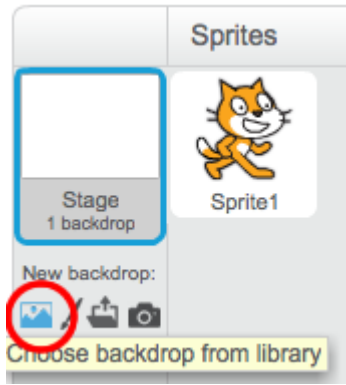 Sprites
Stage
1 backdrop
Sprite1
New backdrop:
Choose backdrop from library